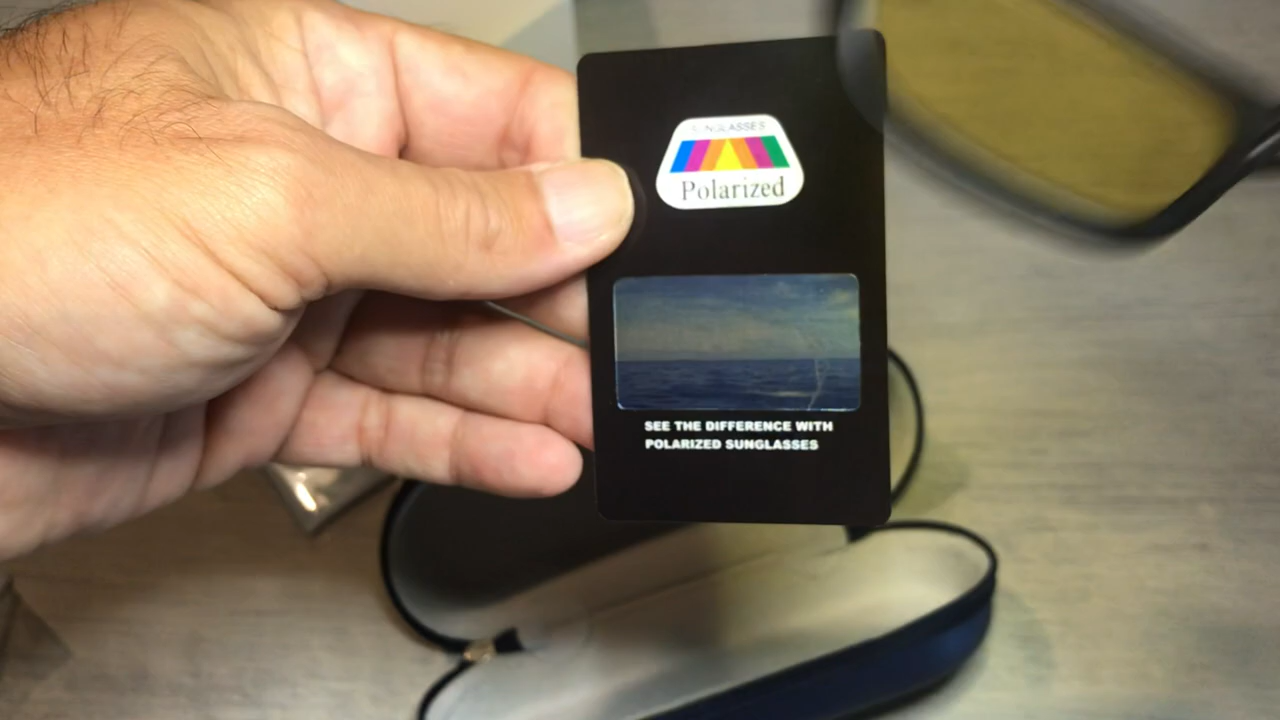 SUNGLASSES
Polarized
SEE THE DIFFERENCE WITH
POLARIZED SUNGLASSES